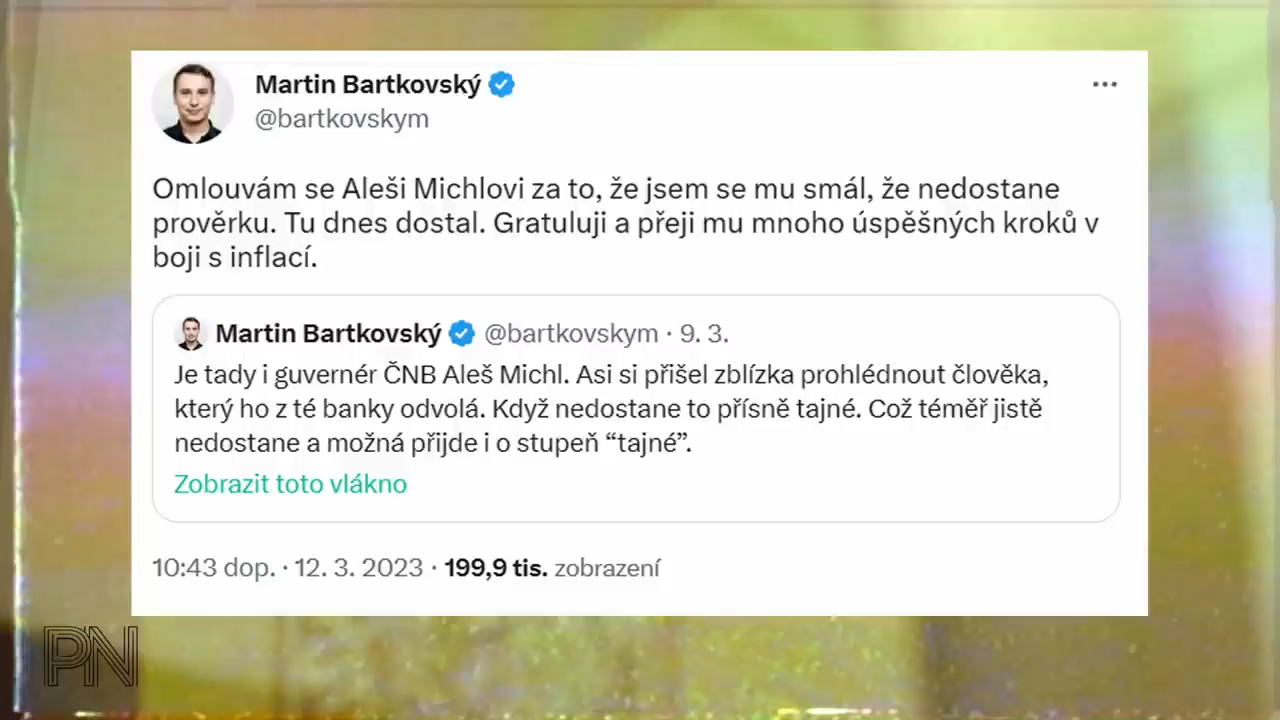 Martin Bartkovský
@bartkovskym
Omlouvám se Aleši Michlovi za to, že jsem se mu smál, že nedostane
prověrku. Tu dnes dostal. Gratuluji a přeji mu mnoho úspěšných kroků v
boji s inflací.
Martin Bartkovský @bartkovskym · 9. 3.
Je tady i guvernér ČNB Aleš Michl. Asi si přišel zblízka prohlédnout člověka,
který ho z té banky odvolá. Když nedostane to přísně tajné. Což téměř jistě
nedostane a možná přijde i o stupeň “tajné”.
Zobrazit toto vlákno
10:43 dop. · 12. 3. 2023 · 199,9 tis. zobrazení
PN